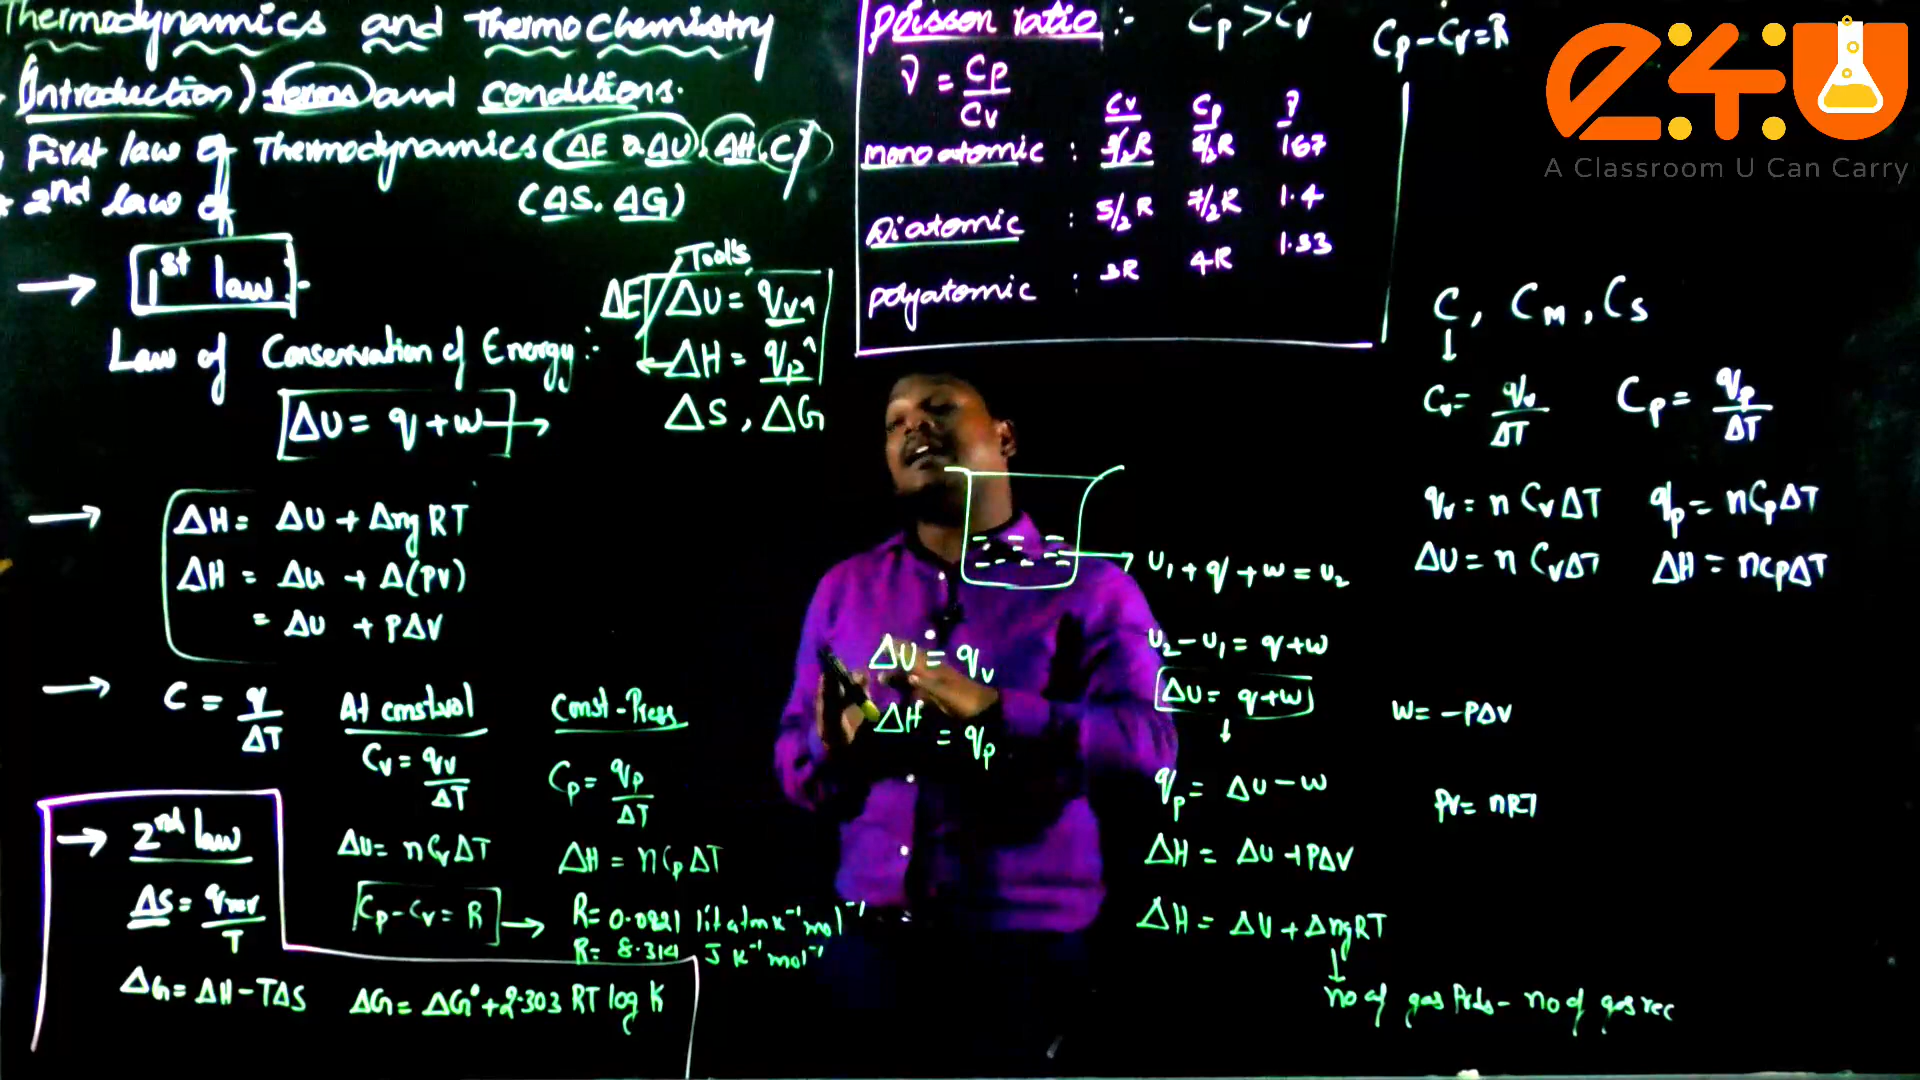 Thermodynamics and Thermochemistry
(Introduction) terms and conditions.
First law of Thermodynamics (ΔE & ΔU), ΔH, C)
2nd law of (ΔS, ΔG)
→ 1st law :-
Law of Conservation of Energy :-
ΔU = q + w →
Tools
ΔE ΔU = qv
ΔH = qp
ΔS, ΔG
→ ΔH = ΔU + Δng RT
ΔH = ΔU + Δ(PV)
= ΔU + PΔV
→ C = q/ΔT
At const vol
Cv = qv/ΔT
ΔU = nCvΔT
Const-Press
Cp = qp/ΔT
ΔH = nCpΔT
Cp - Cv = R → R = 0.0821 lit atm k⁻¹ mol⁻¹
R = 8.314 J k⁻¹ mol⁻¹
→ 2nd law
ΔS = qrev/T
ΔG = ΔH - TΔS ΔG = ΔG° + 2.303 RT log K
Poisson ratio :- Cp > Cv Cp - Cv = R
γ = Cp/Cv
Cv Cp γ
Monoatomic : 3/2R 5/2R 1.67
Diatomic : 5/2 R 7/2 R 1.4
polyatomic : 3R 4R 1.33
C, CM, Cs
↓
Cv = qv/ΔT Cp = qp/ΔT
qv = n CvΔT qp = nCpΔT
ΔU = n CvΔT ΔH = nCpΔT
→ U₁ + q + w = U₂
U₂ - U₁ = q + w
ΔU = q + w
↓
ΔU = qv
ΔH = qp
w = -PΔV
qp = ΔU - w
PV = nRT
ΔH = ΔU + PΔV
ΔH = ΔU + ΔngRT
↓
no of gas Prds - no of gas rec
e4U
A Classroom U Can Carry